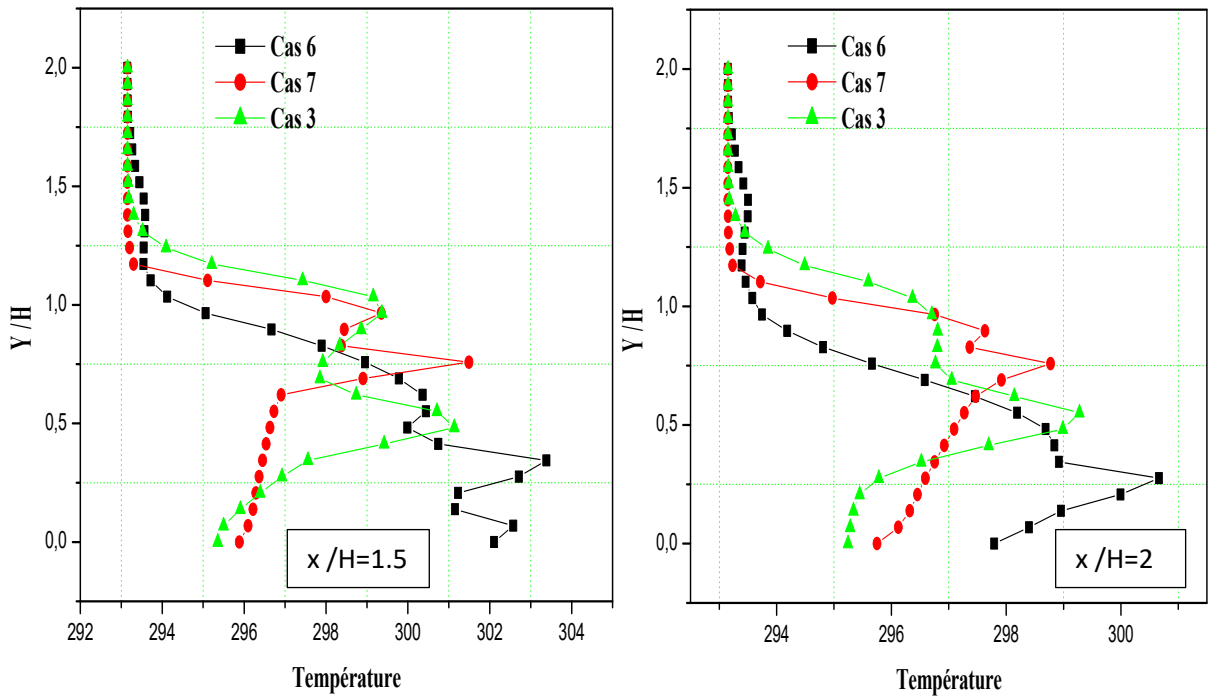 Cas 6
Cas 7
Cas 3
2,0
1,5
1,0
0,5
0,0
Y /H
x /H=1.5
292 294 296 298 300 302 304
Température
Cas 6
Cas 7
Cas 3
2,0
1,5
1,0
0,5
0,0
Y /H
x /H=2
294 296 298 300
Température